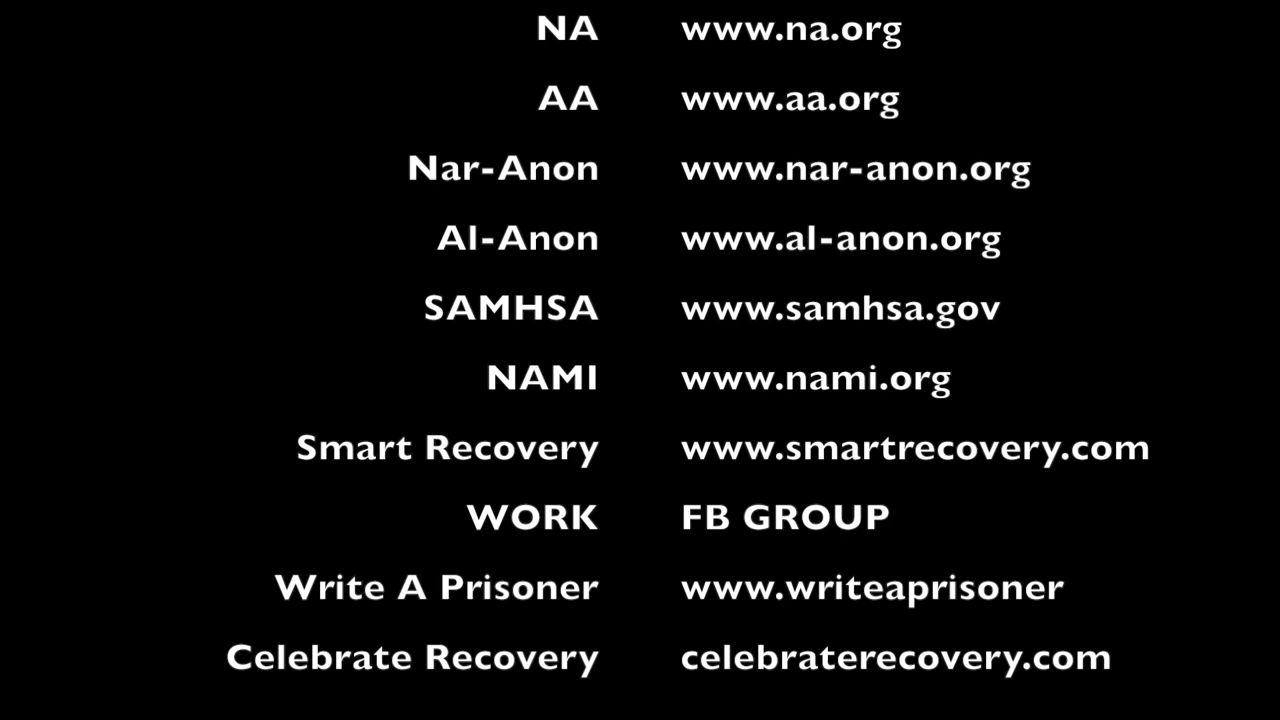 NA www.na.org
AA www.aa.org
Nar-Anon www.nar-anon.org
Al-Anon www.al-anon.org
SAMHSA www.samhsa.gov
NAMI www.nami.org
Smart Recovery www.smartrecovery.com
WORK FB GROUP
Write A Prisoner www.writeaprisoner
Celebrate Recovery celebraterecovery.com